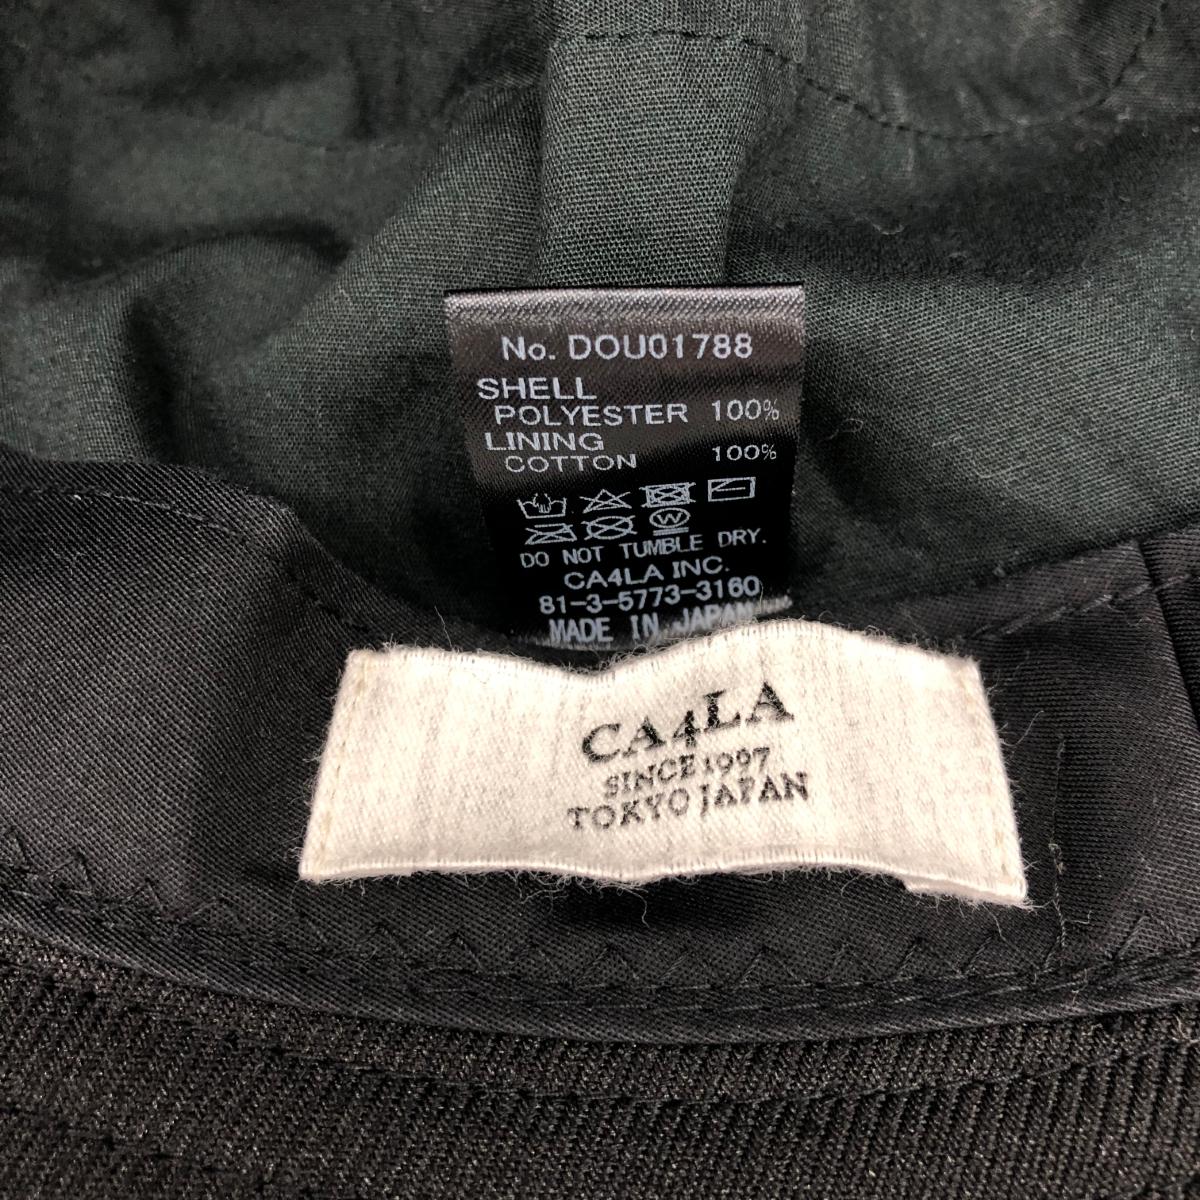 No. DOU01788
SHELL
POLYESTER 100%
LINING
COTTON 100%
W
DO NOT TUMBLE DRY.
CA4LA INC.
81-3-5773-3160
MADE IN JAPAN
CA4LA
SINCE 1997
TOKYO JAPAN